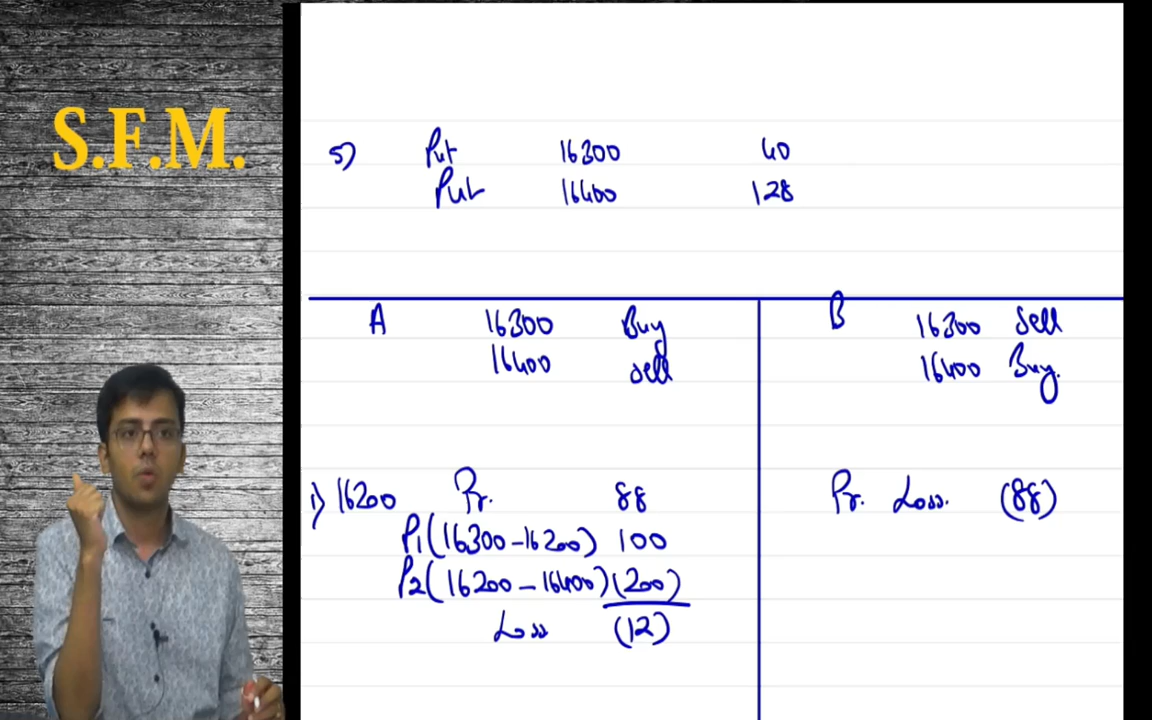 S.F.M.
5) Put 16300 40
Put 16400 128
A 16300 Buy
16400 Sell
B 16300 Sell
16400 Buy.
1) 16200 Pr. 88
P1 (16300-16200) 100
P2 (16200-16400) (200)
Loss (12)
Pr. Loss. (88)